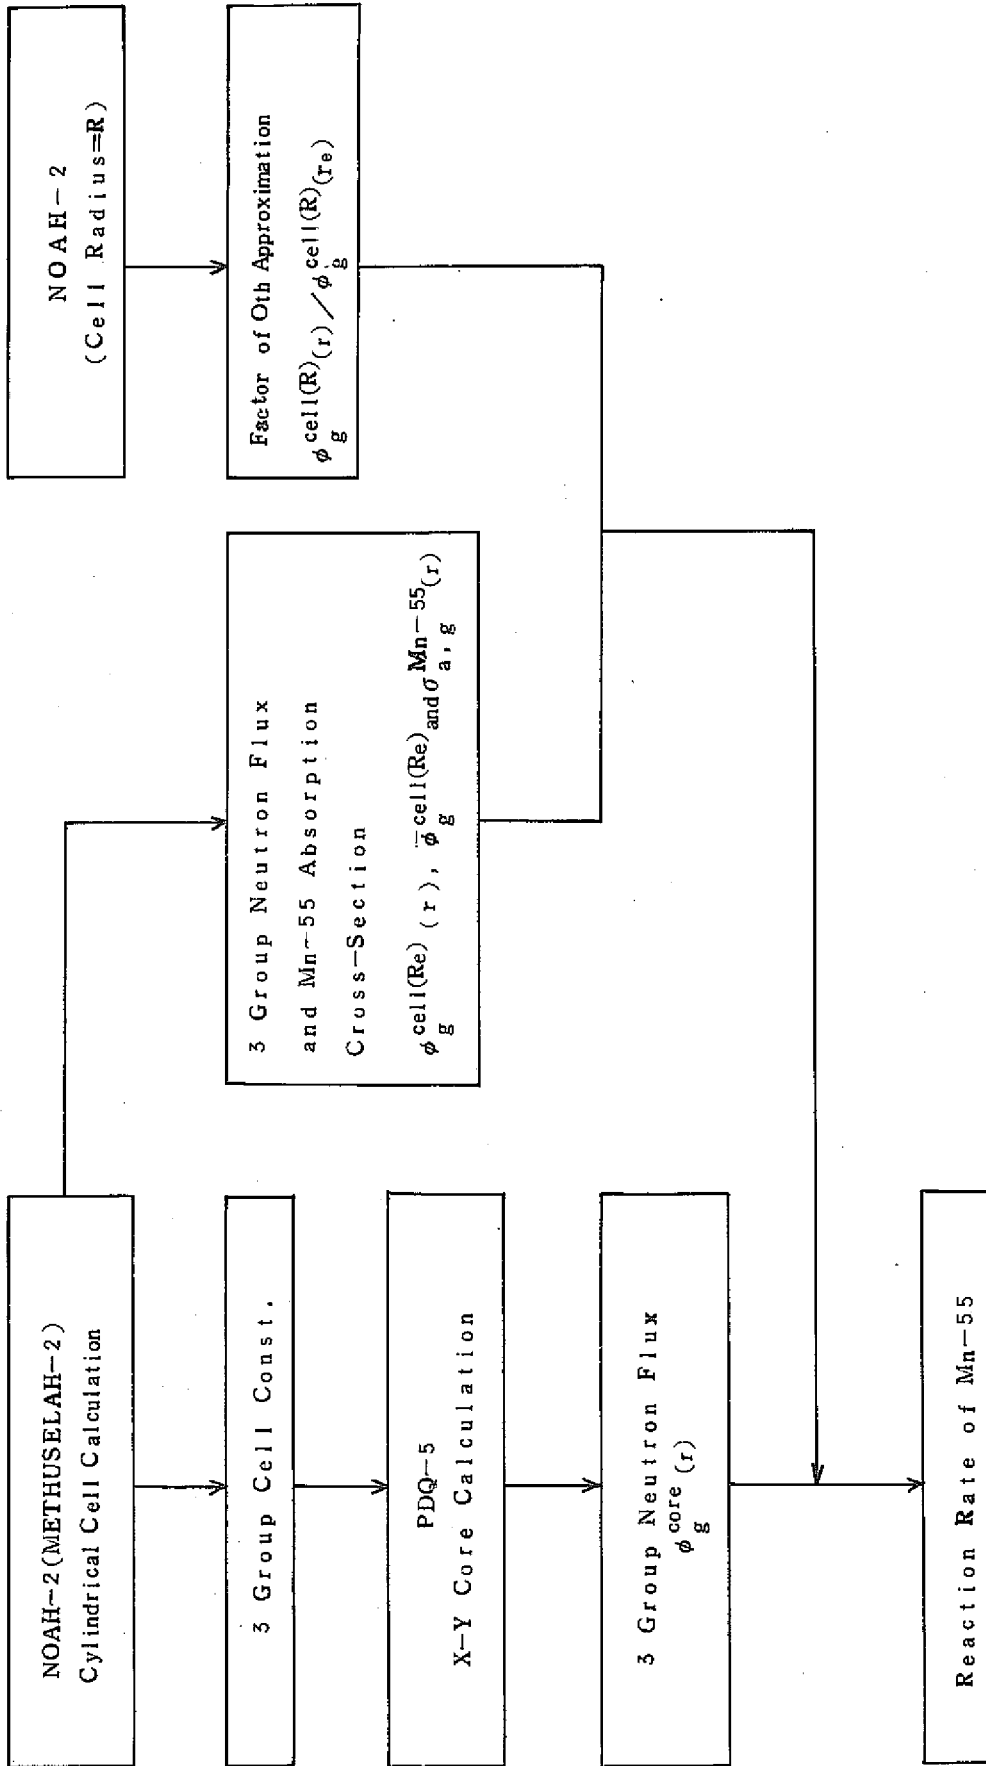 NOAH-2(METHUSELAH-2)
Cylindrical Cell Calculation
3 Group Cell Const.
PDQ-5
X-Y Core Calculation
3 Group Neutron Flux
ϕ_g^core (r)
Reaction Rate of Mn-55
3 Group Neutron Flux
and Mn-55 Absorption
Cross-Section
ϕ_g^cell(Re) (r), ϕ̄_g^cell(Re) and σ_a,g^Mn-55 (r)
NOAH-2
(Cell Radius=R)
Factor of 0th Approximation
ϕ_g^cell(R) (r) / ϕ_g^cell(R) (re)